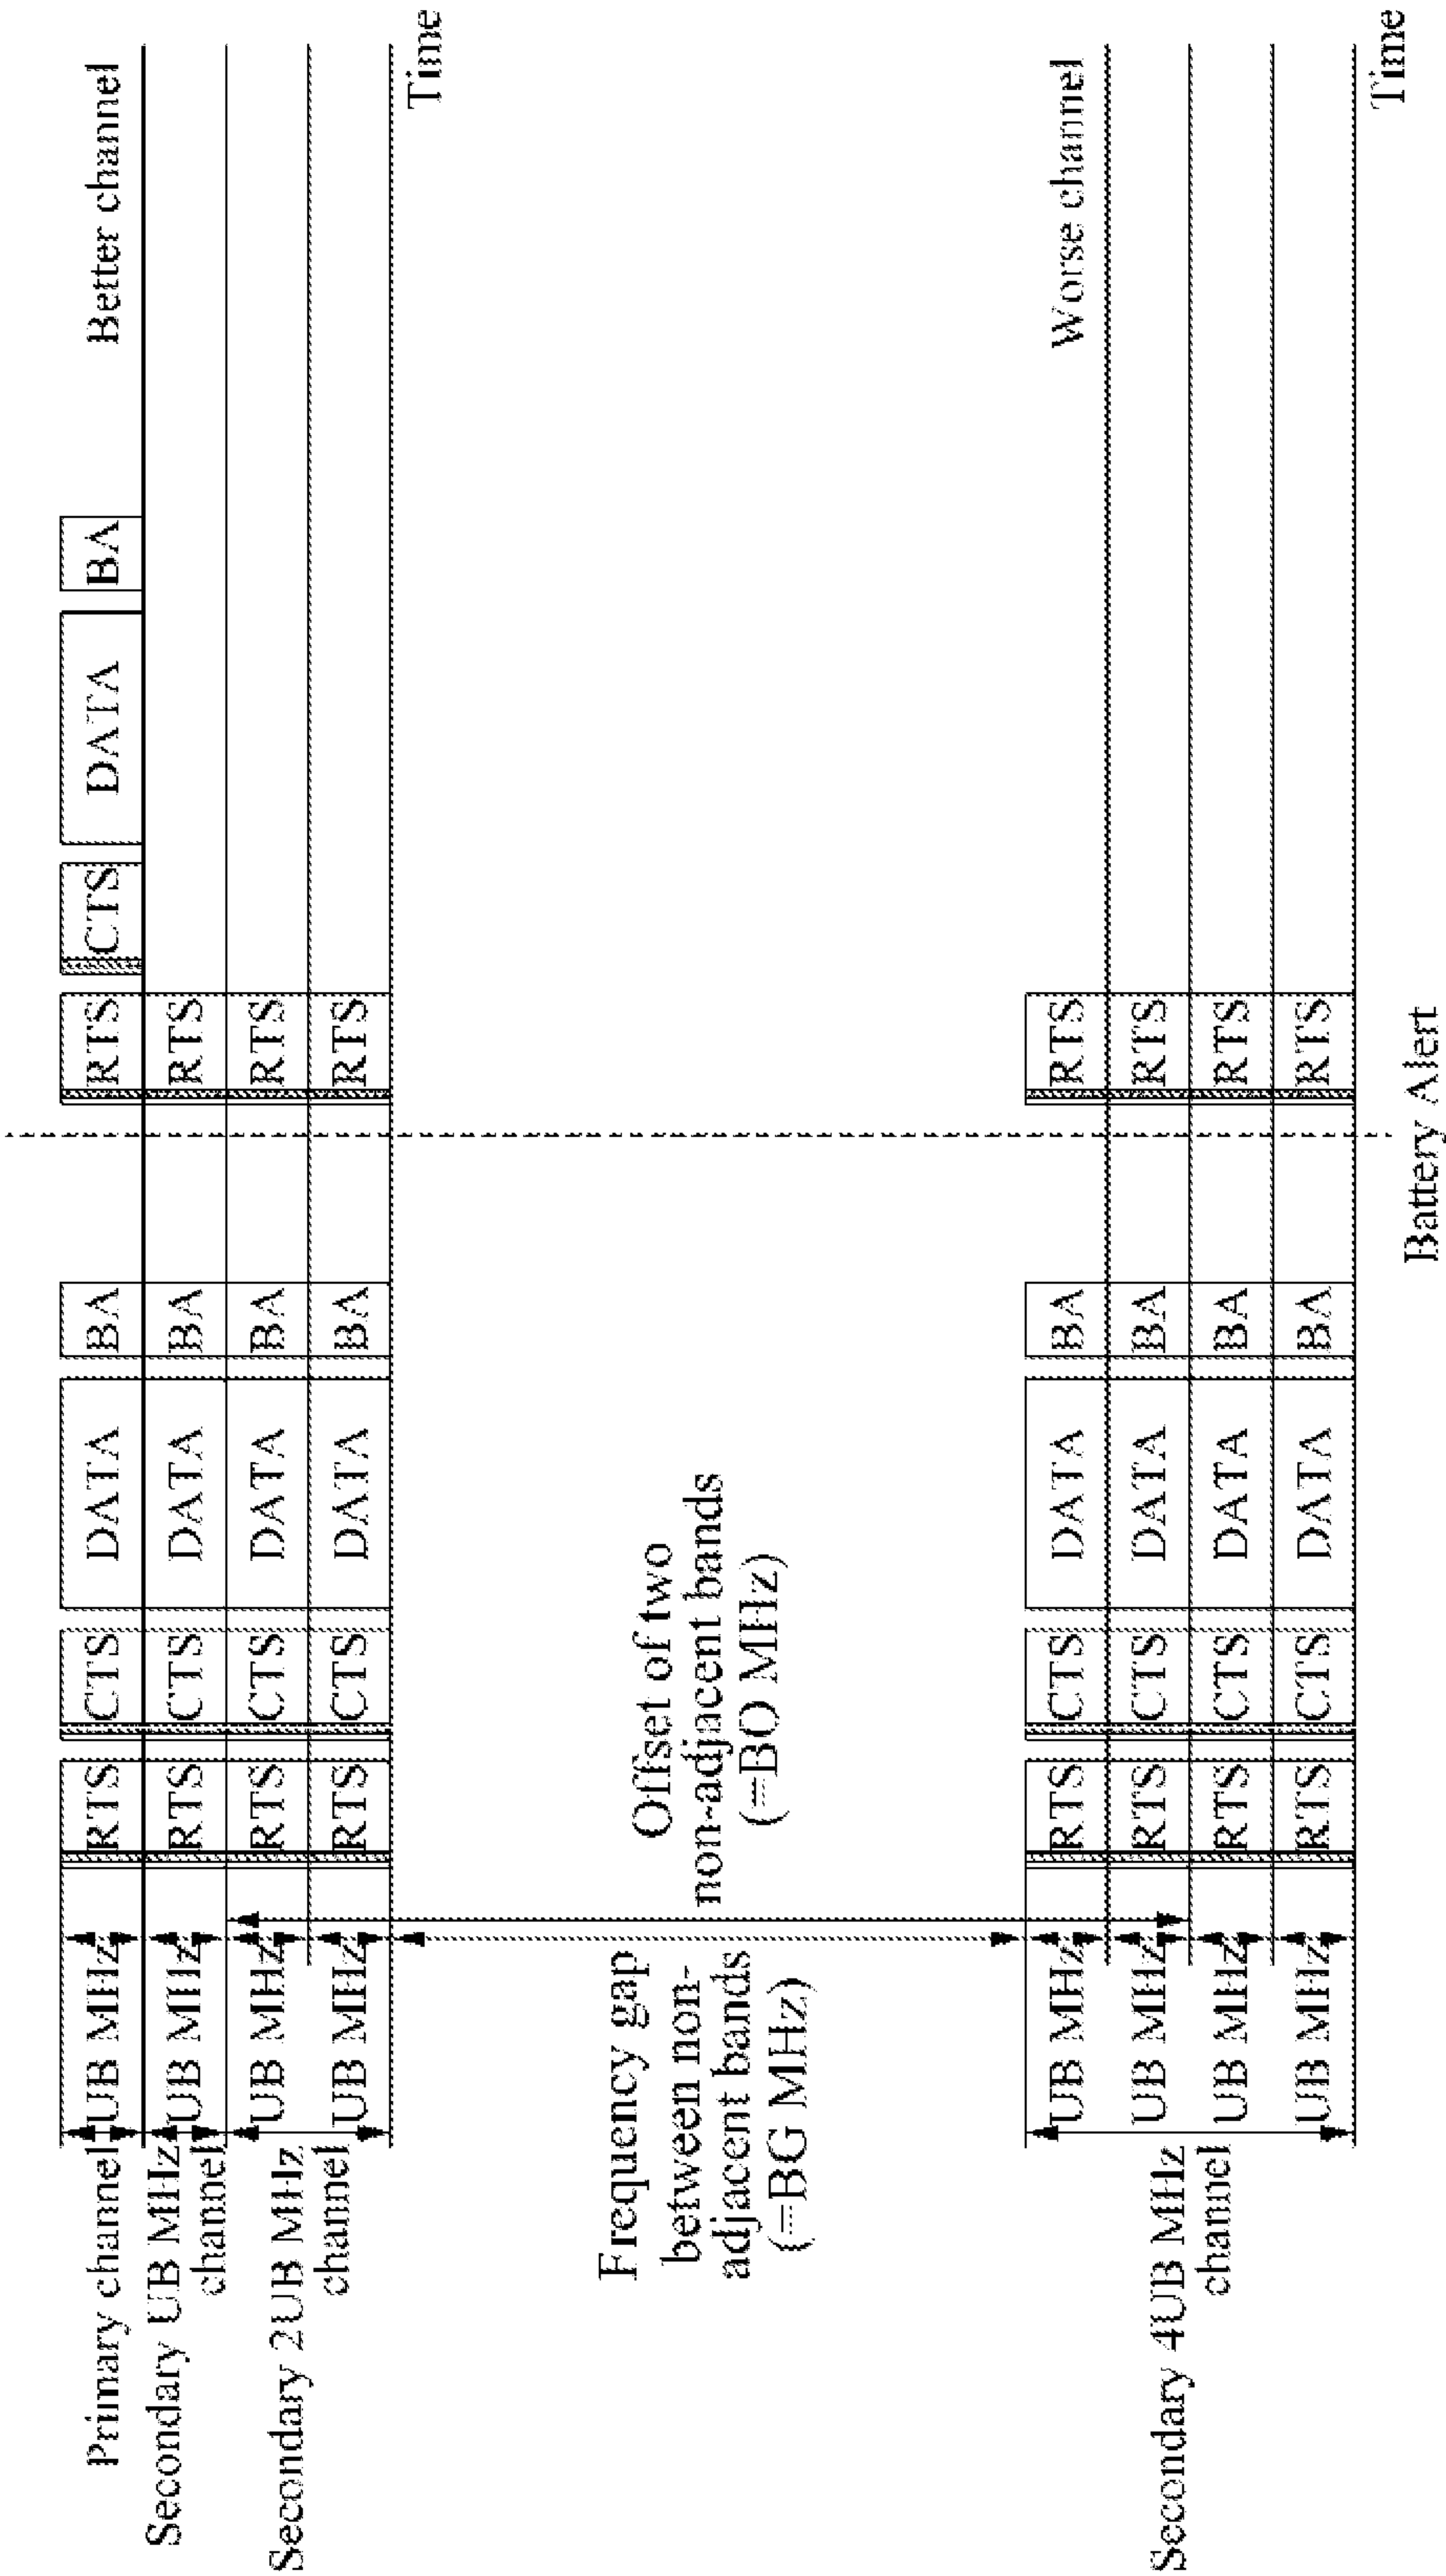 Primary channel
UB MHz
RTS
CTS
DATA
BA
RTS
CTS
DATA
BA
Better channel
Secondary UB MHz
channel
UB MHz
RTS
CTS
DATA
BA
RTS
Secondary 2UB MHz
channel
UB MHz
RTS
CTS
DATA
BA
RTS
UB MHz
RTS
CTS
DATA
BA
RTS
Time
Frequency gap
between non-
adjacent bands
(=BG MHz)
Offset of two
non-adjacent bands
(=BO MHz)
Secondary 4UB MHz
channel
UB MHz
RTS
CTS
DATA
BA
RTS
Worse channel
UB MHz
RTS
CTS
DATA
BA
RTS
UB MHz
RTS
CTS
DATA
BA
RTS
UB MHz
RTS
CTS
DATA
BA
RTS
Time
Battery Alert